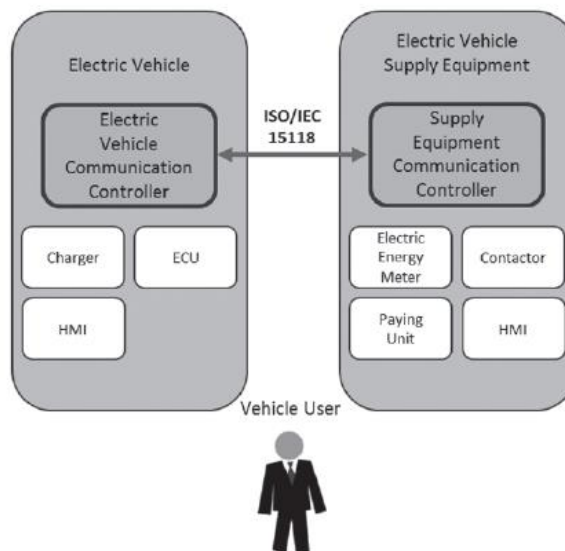 Electric Vehicle
Electric
Vehicle
Communication
Controller
Charger
ECU
HMI
ISO/IEC
15118
Electric Vehicle
Supply Equipment
Supply
Equipment
Communication
Controller
Electric
Energy
Meter
Contactor
Paying
Unit
HMI
Vehicle User